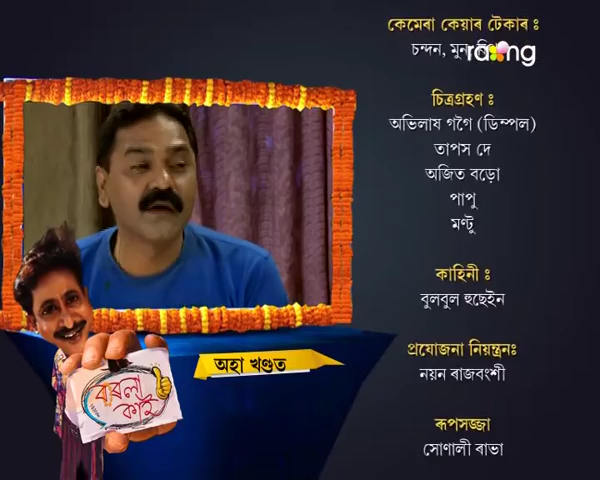 কেমেৰা কেয়াৰ টেকাৰ ঃ
চন্দন, মুন
rang
চিত্ৰগ্ৰহণ ঃ
অভিলাষ গগৈ (ডিম্পল)
তাপস দে
অজিত বড়ো
পাপু
মণ্টু
কাহিনী ঃ
বুলবুল হুছেইন
প্ৰযোজনা নিয়ন্ত্ৰনঃ
নয়ন ৰাজবংশী
ৰূপসজ্জা
সোণালী ৰাভা
অহা খণ্ডত
বৰলা
কাই